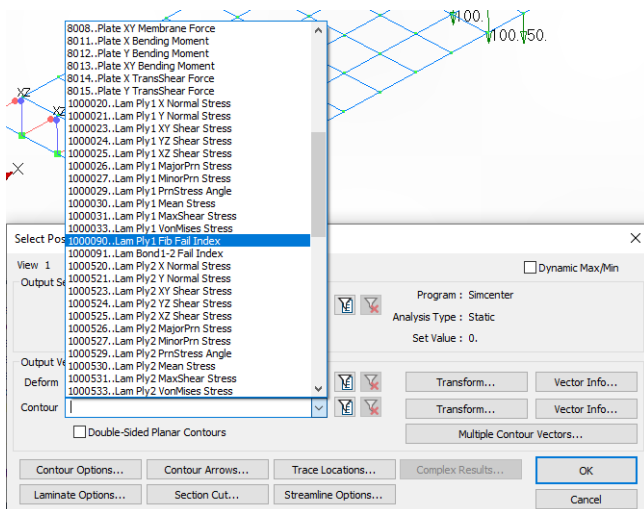 100.
100.50.
8008..Plate XY Membrane Force
8011..Plate X Bending Moment
8012..Plate Y Bending Moment
8013..Plate XY Bending Moment
8014..Plate X TransShear Force
8015..Plate Y TransShear Force
1000020..Lam Ply1 X Normal Stress
1000021..Lam Ply1 Y Normal Stress
1000023..Lam Ply1 XY Shear Stress
1000024..Lam Ply1 YZ Shear Stress
1000025..Lam Ply1 XZ Shear Stress
1000026..Lam Ply1 MajorPrn Stress
1000027..Lam Ply1 MinorPrn Stress
1000029..Lam Ply1 PrnStress Angle
1000030..Lam Ply1 Mean Stress
1000031..Lam Ply1 MaxShear Stress
1000033..Lam Ply1 VonMises Stress
1000090..Lam Ply1 Fib Fail Index
1000091..Lam Bond1-2 Fail Index
1000520..Lam Ply2 X Normal Stress
1000521..Lam Ply2 Y Normal Stress
1000523..Lam Ply2 XY Shear Stress
1000524..Lam Ply2 YZ Shear Stress
1000525..Lam Ply2 XZ Shear Stress
1000526..Lam Ply2 MajorPrn Stress
1000527..Lam Ply2 MinorPrn Stress
1000529..Lam Ply2 PrnStress Angle
1000530..Lam Ply2 Mean Stress
1000531..Lam Ply2 MaxShear Stress
1000533..Lam Ply2 VonMises Stress
XZ
XZ
X
Select Pos
View 1
Dynamic Max/Min
Output Se
Program : Simcenter
Analysis Type : Static
Set Value : 0.
Output Ve
Deform
Transform...
Vector Info...
Contour
Transform...
Vector Info...
Double-Sided Planar Contours
Multiple Contour Vectors...
Contour Options...
Contour Arrows...
Trace Locations...
Complex Results...
OK
Laminate Options...
Section Cut...
Streamline Options...
Cancel